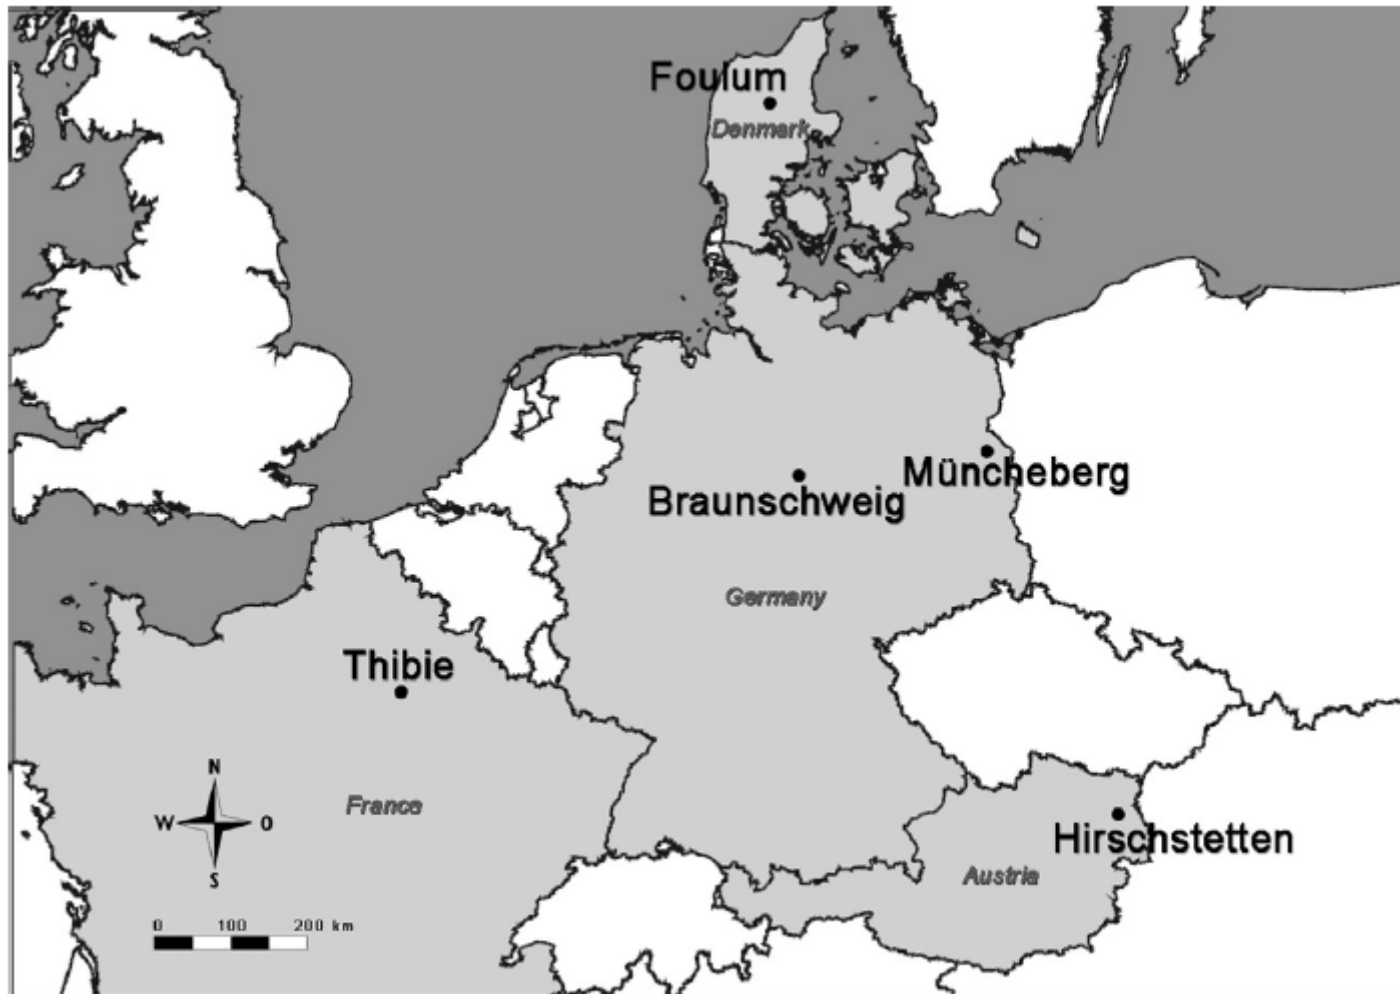 Foulum
Denmark
Müncheberg
Braunschweig
Germany
Thibie
N
France
W O
Hirschstetten
S
Austria
0 100 200 km